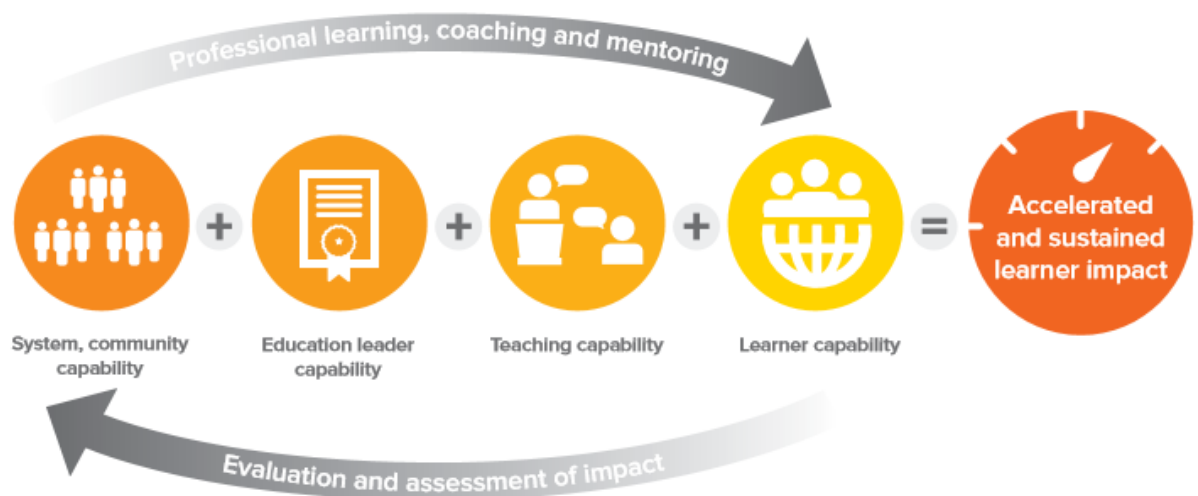 Professional learning, coaching and mentoring
+
+
+
=
Accelerated
and sustained
learner impact
System, community
capability
Education leader
capability
Teaching capability
Learner capability
Evaluation and assessment of impact